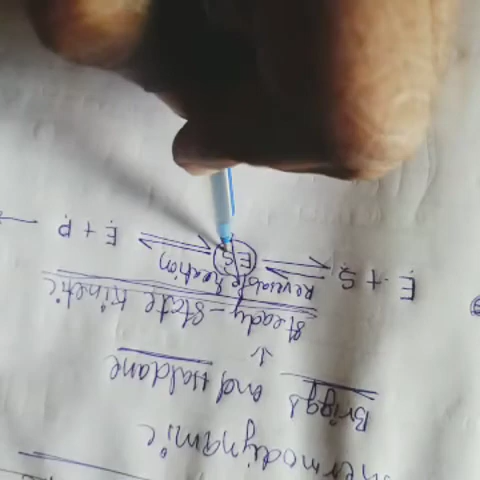 Thermodynamic
Briggs and Haldane
↓
Steady-State Kinetic
Reversible Reaction
E + S ⇌ ES ⇌ E + P